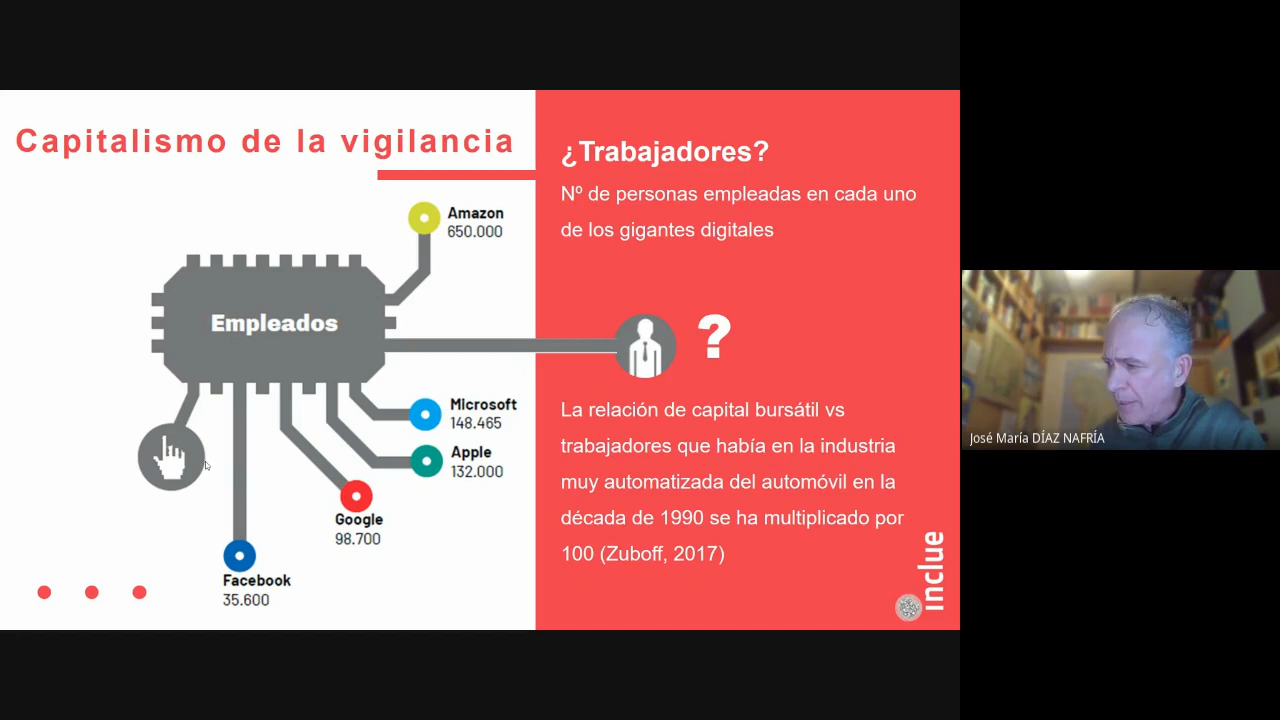 Capitalismo de la vigilancia
Amazon
650.000
Empleados
Microsoft
148.465
Apple
132.000
Google
98.700
Facebook
35.600
¿Trabajadores?
Nº de personas empleadas en cada uno
de los gigantes digitales
?
La relación de capital bursátil vs
trabajadores que había en la industria
muy automatizada del automóvil en la
década de 1990 se ha multiplicado por
100 (Zuboff, 2017)
inclue
José María DÍAZ NAFRÍA